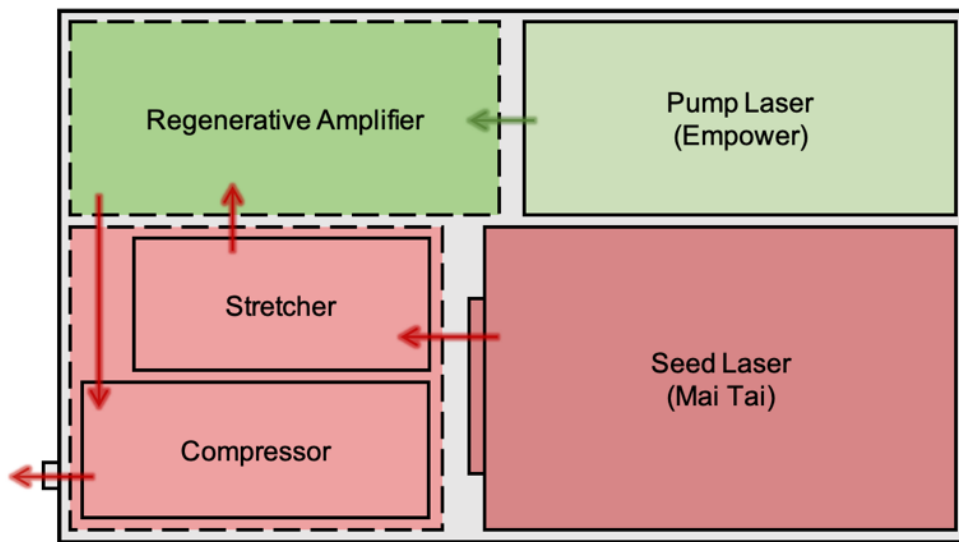 Regenerative Amplifier
Pump Laser
(Empower)
Stretcher
Seed Laser
(Mai Tai)
Compressor